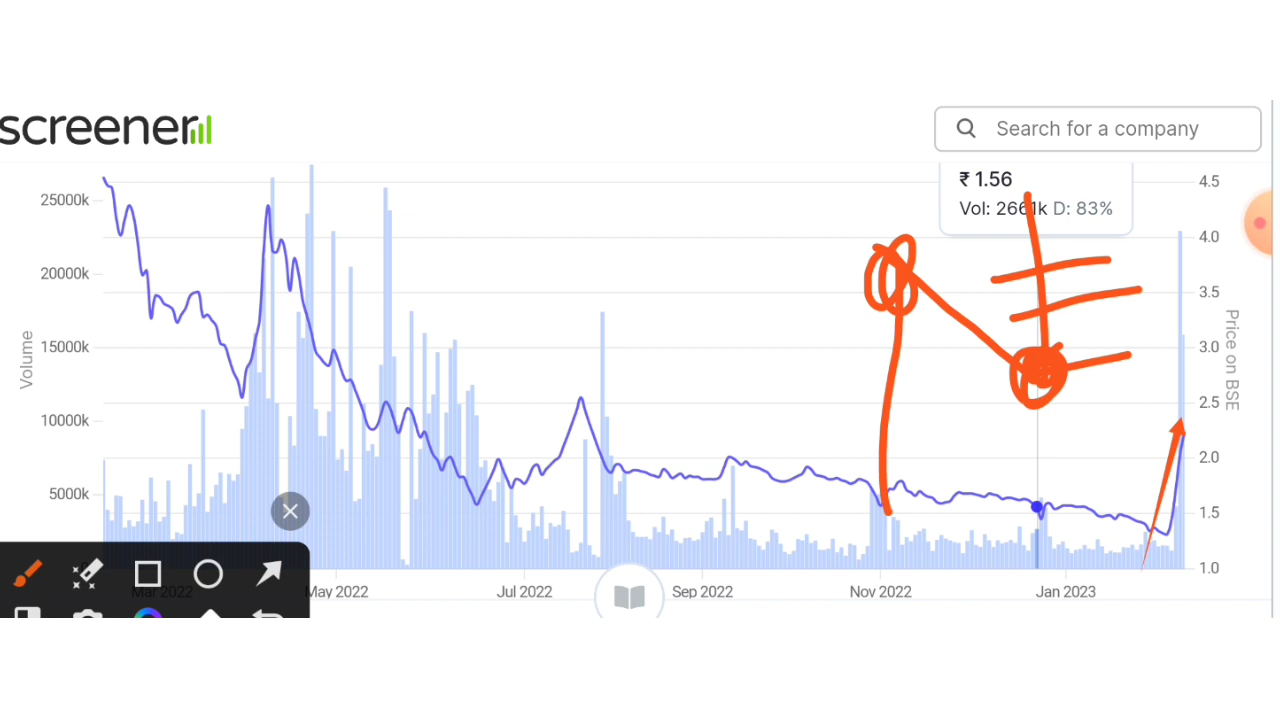 screener
Search for a company
₹ 1.56
Vol: 2661k D: 83%
25000k
20000k
15000k
10000k
5000k
Volume
4.5
4.0
3.5
3.0
2.5
2.0
1.5
1.0
Price on BSE
Mar 2022
May 2022
Jul 2022
Sep 2022
Nov 2022
Jan 2023